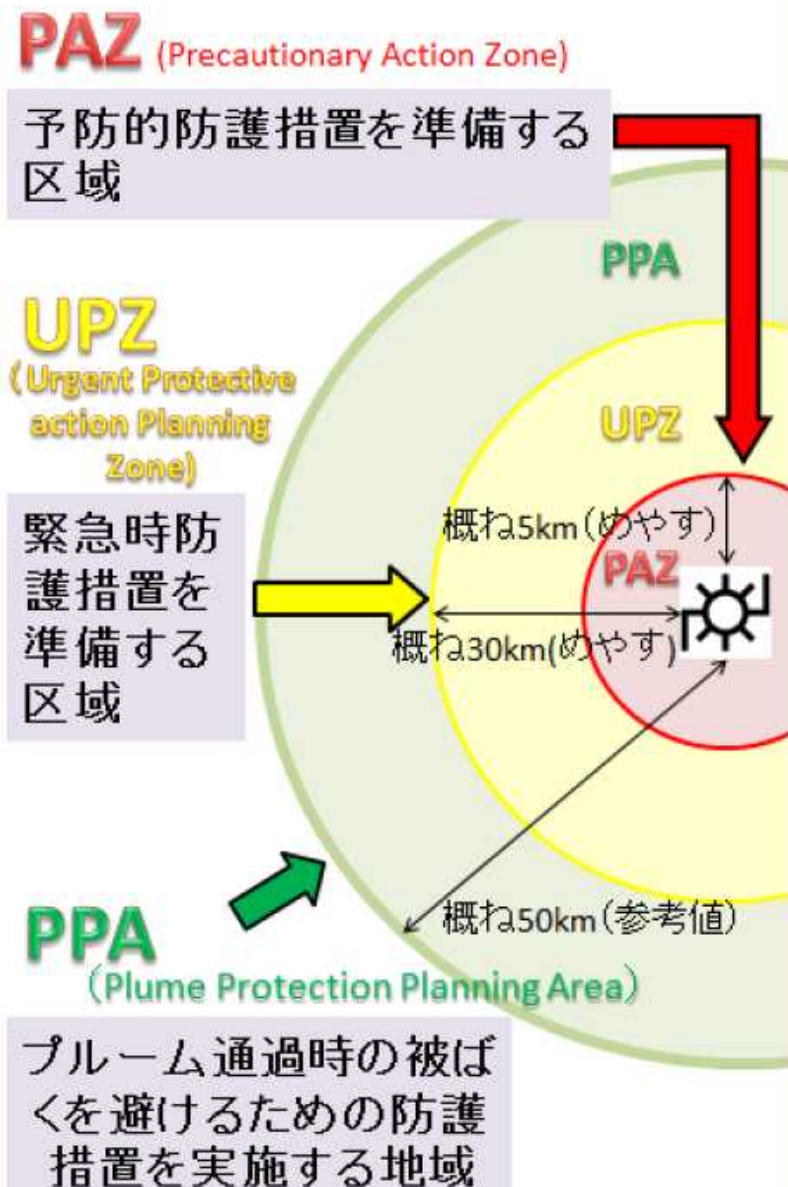 PAZ (Precautionary Action Zone)
予防的防護措置を準備する
区域
PPA
UPZ
(Urgent Protective
action Planning
Zone)
UPZ
概ね5km(めやす)
PAZ
緊急時防
護措置を
準備する
区域
概ね30km(めやす)
概ね50km(参考値)
PPA
(Plume Protection Planning Area)
プルーム通過時の被ば
くを避けるための防護
措置を実施する地域